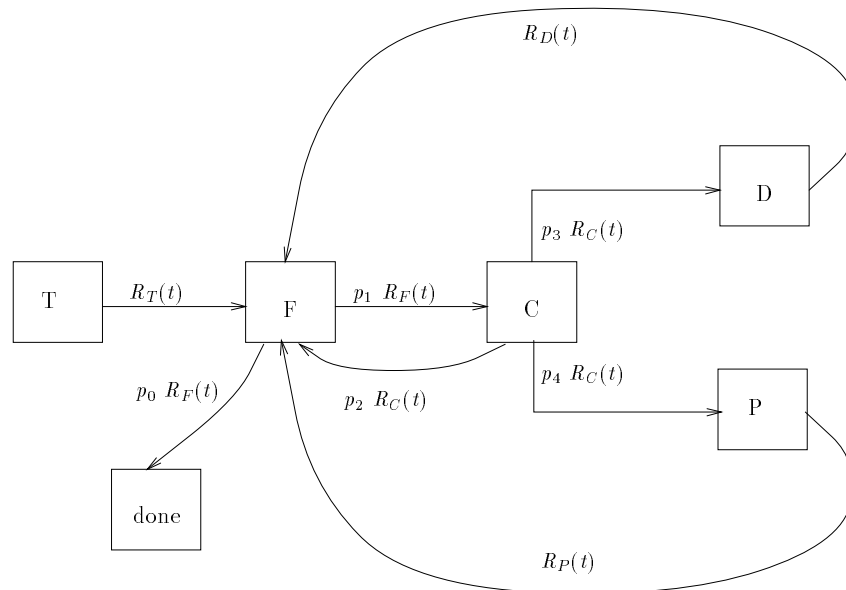 R_D(t)
D
p_3 R_C(t)
T
R_T(t)
F
p_1 R_F(t)
C
p_0 R_F(t)
p_2 R_C(t)
p_4 R_C(t)
P
done
R_P(t)